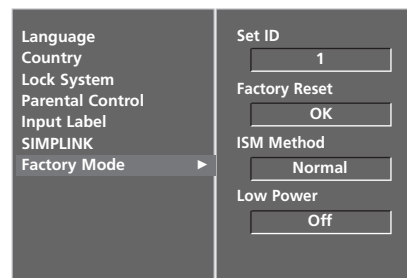 Language
Country
Lock System
Parental Control
Input Label
SIMPLINK
Factory Mode ►
Set ID
1
Factory Reset
OK
ISM Method
Normal
Low Power
Off